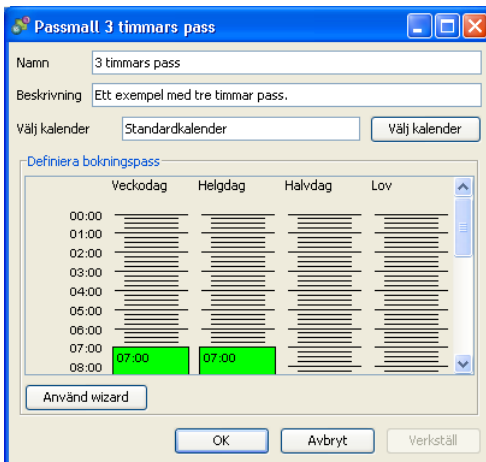 Passmall 3 timmars pass
Namn 3 timmars pass
Beskrivning Ett exempel med tre timmar pass.
Välj kalender Standardkalender Välj kalender
Definiera bokningspass
Veckodag Helgdag Halvdag Lov
00:00
01:00
02:00
03:00
04:00
05:00
06:00
07:00 07:00 07:00
08:00
Använd wizard
OK Avbryt Verkställ